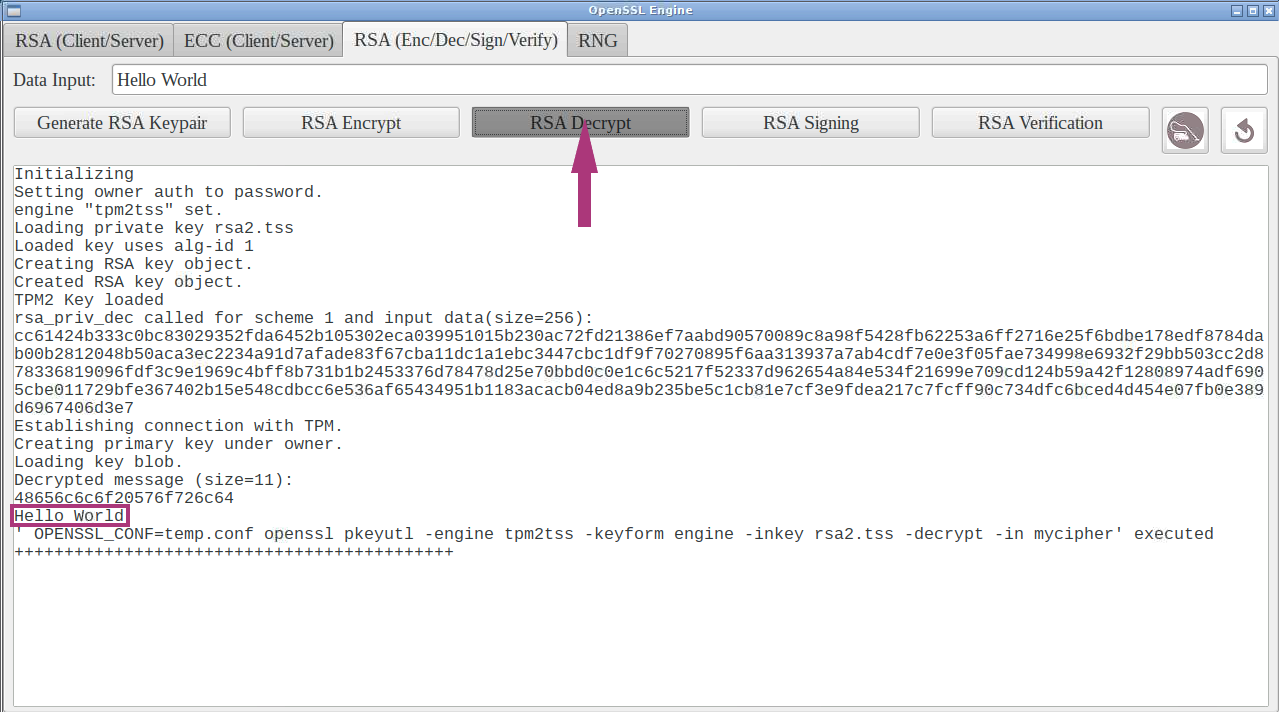 OpenSSL Engine
RSA (Client/Server) ECC (Client/Server) RSA (Enc/Dec/Sign/Verify) RNG
Data Input: Hello World
Generate RSA Keypair RSA Encrypt RSA Decrypt RSA Signing RSA Verification
Initializing
Setting owner auth to password.
engine "tpm2tss" set.
Loading private key rsa2.tss
Loaded key uses alg-id 1
Creating RSA key object.
Created RSA key object.
TPM2 Key loaded
rsa_priv_dec called for scheme 1 and input data(size=256):
cc61424b333c0bc83029352fda6452b105302eca039951015b230ac72fd21386ef7aabd90570089c8a98f5428fb62253a6ff2716e25f6bdbe178edf8784da
b00b2812048b50aca3ec2234a91d7afade83f67cba11dc1a1ebc3447cbc1df9f70270895f6aa313937a7ab4cdf7e0e3f05fae734998e6932f29bb503cc2d8
78336819096fdf3c9e1969c4bff8b731b1b2453376d78478d25e70bbd0c0e1c6c5217f52337d962654a84e534f21699e709cd124b59a42f12808974adf690
5cbe011729bfe367402b15e548cdbcc6e536af65434951b1183acacb04ed8a9b235be5c1cb81e7cf3e9fdea217c7fcff90c734dfc6bced4d454e07fb0e389
d6967406d3e7
Establishing connection with TPM.
Creating primary key under owner.
Loading key blob.
Decrypted message (size=11):
48656c6c6f20576f726c64
Hello World
' OPENSSL_CONF=temp.conf openssl pkeyutl -engine tpm2tss -keyform engine -inkey rsa2.tss -decrypt -in mycipher' executed
++++++++++++++++++++++++++++++++++++++++++++